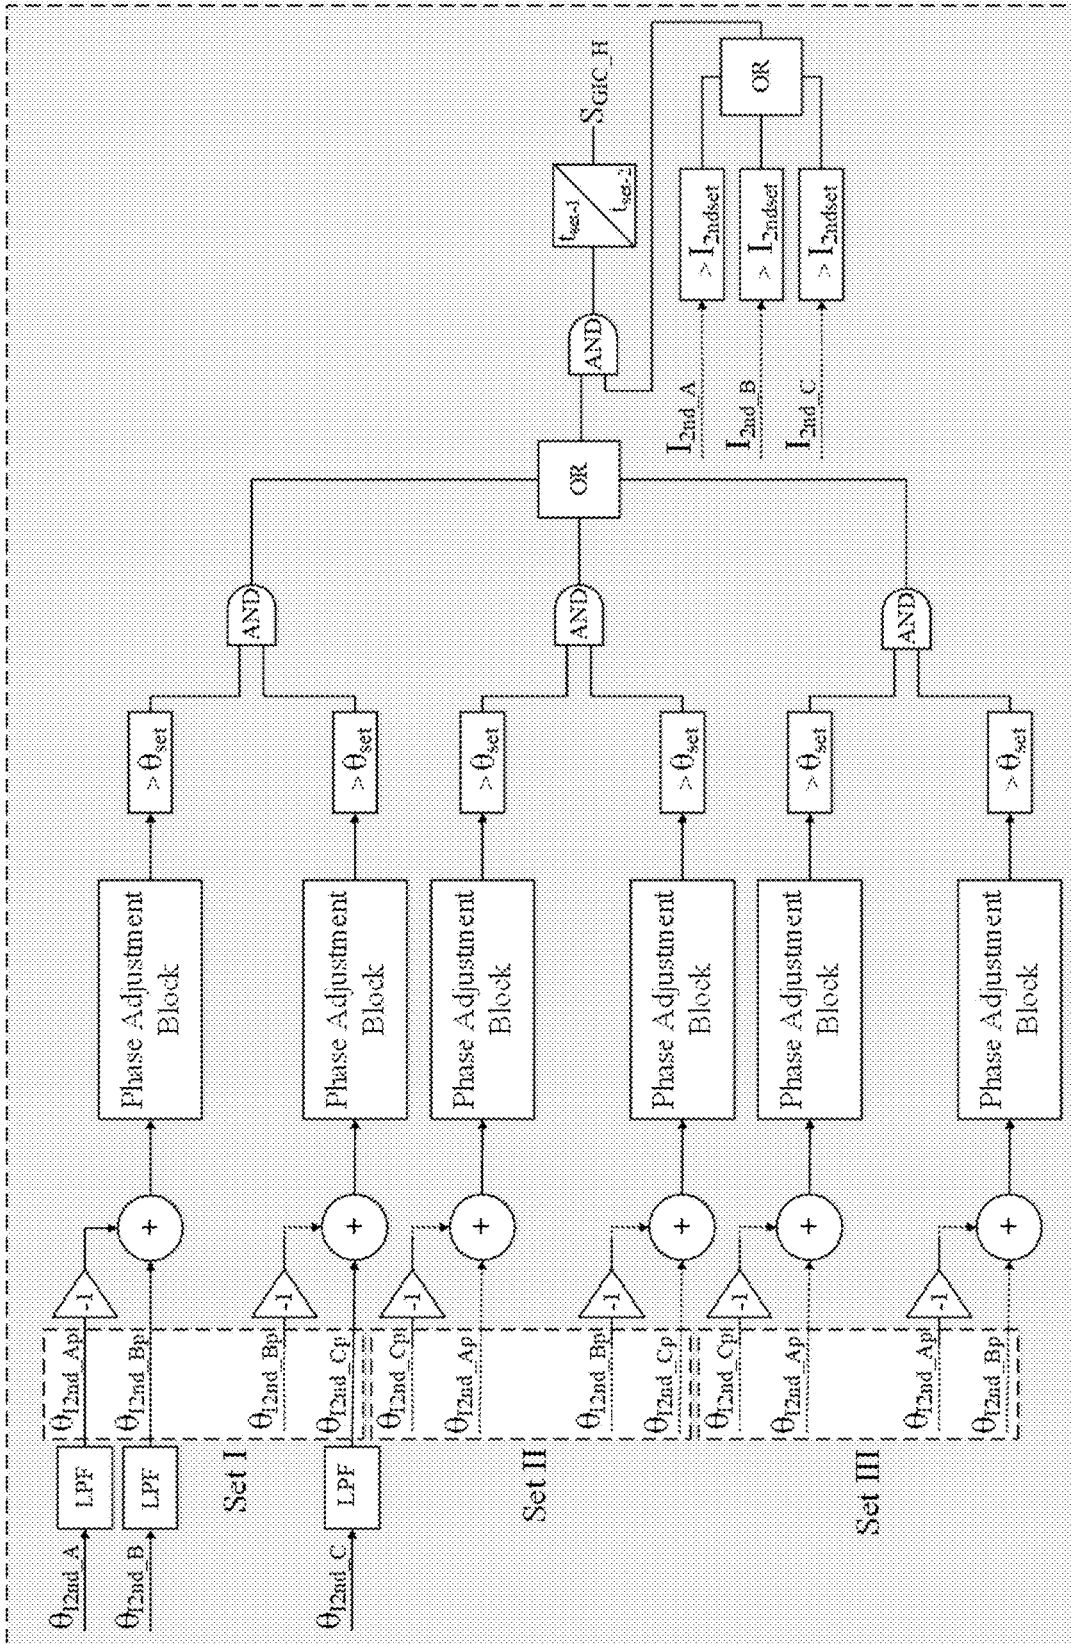 θI2nd_A
LPF
θI2nd_Ap
-1
θI2nd_B
LPF
θI2nd_Bp
+
Phase Adjustment
Block
> θset
Set I
θI2nd_Bp
-1
θI2nd_C
LPF
θI2nd_Cp
+
Phase Adjustment
Block
> θset
AND
θI2nd_Cp
-1
θI2nd_Ap
+
Phase Adjustment
Block
> θset
Set II
θI2nd_Bp
-1
θI2nd_Cp
+
Phase Adjustment
Block
> θset
AND
θI2nd_Cp
-1
θI2nd_Ap
+
Phase Adjustment
Block
> θset
Set III
θI2nd_Ap
-1
θI2nd_Bp
+
Phase Adjustment
Block
> θset
AND
OR
AND
tset-1
tset-2
SGIC_H
I2nd_A
> I2ndset
I2nd_B
> I2ndset
I2nd_C
> I2ndset
OR